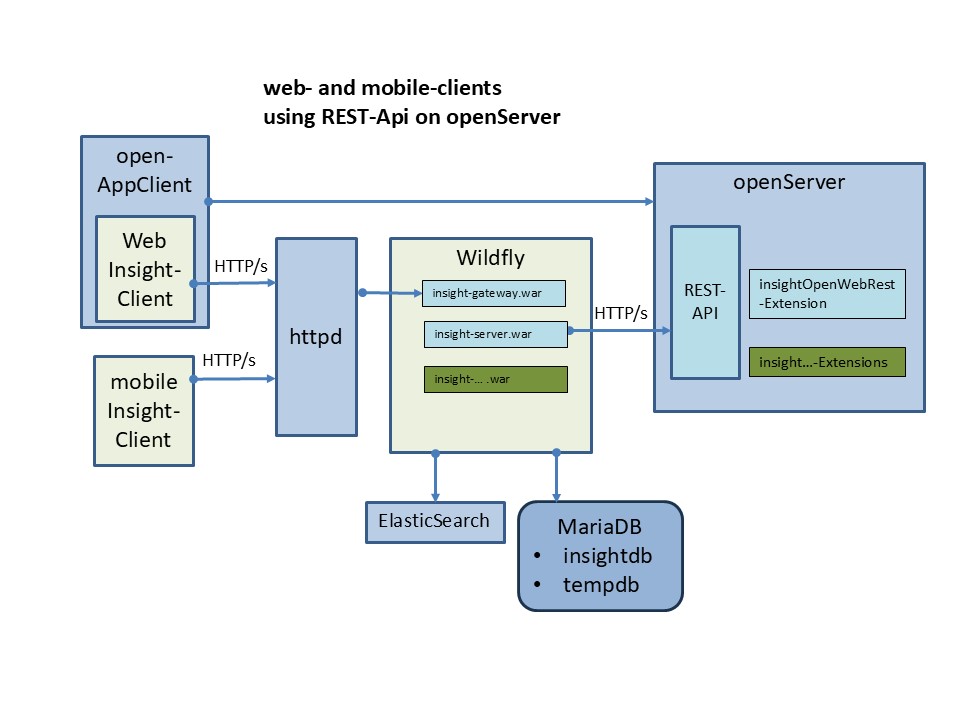 web- and mobile-clients
using REST-Api on openServer
open-
AppClient
Web
Insight-
Client
HTTP/s
mobile
Insight-
Client
HTTP/s
httpd
Wildfly
insight-gateway.war
insight-server.war
insight-... .war
HTTP/s
openServer
REST-
API
insightOpenWebRest
-Extension
insight...-Extensions
ElasticSearch
MariaDB
• insightdb
• tempdb